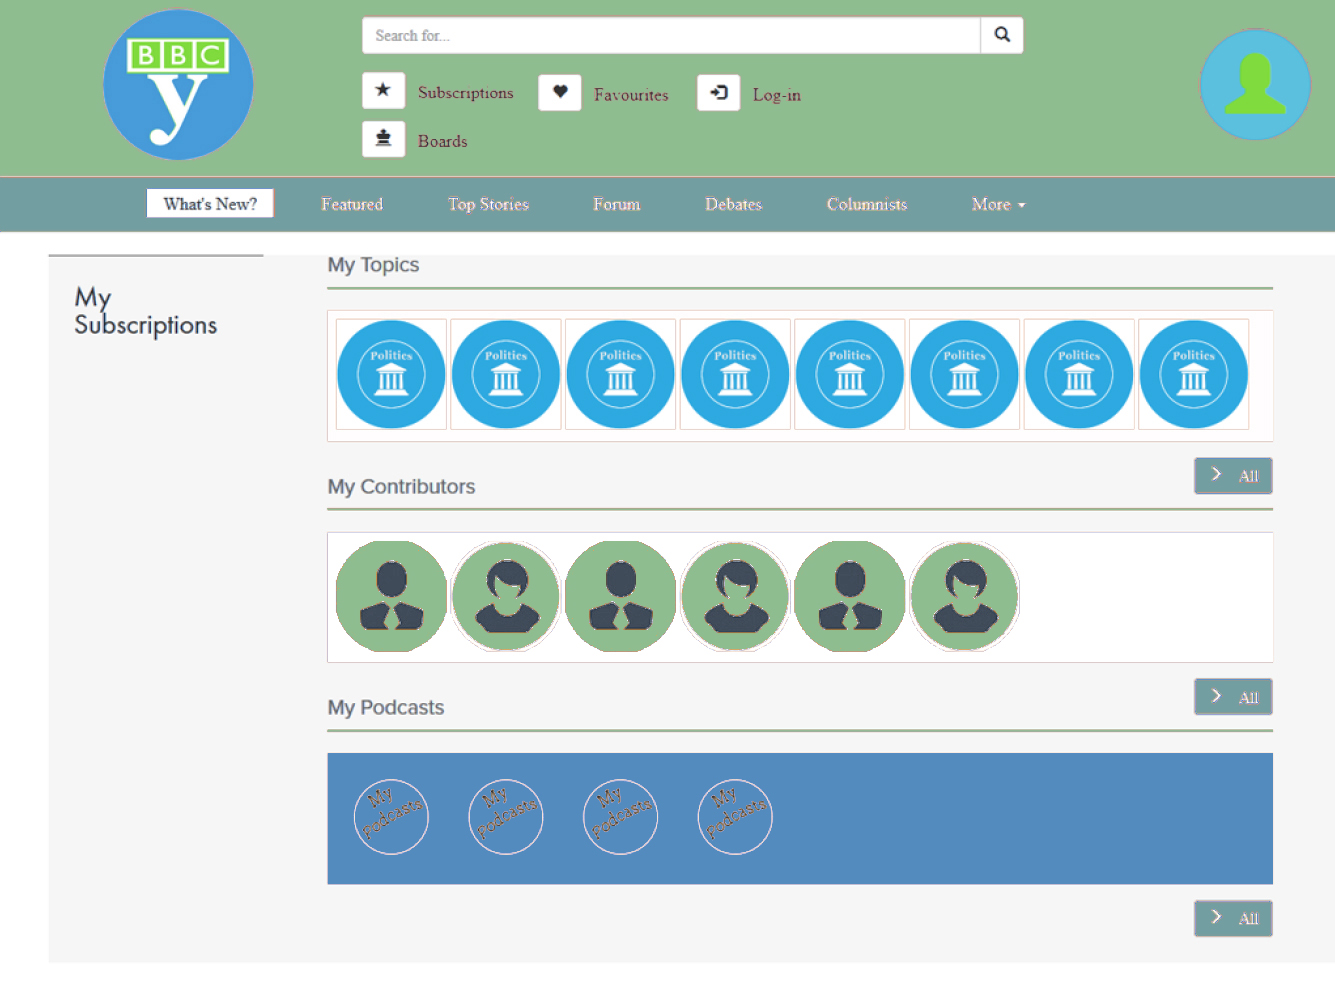 BBC
y
Search for...
Subscriptions
Favourites
Log-in
Boards
What's New?
Featured
Top Stories
Forum
Debates
Columnists
More
My
Subscriptions
My Topics
Politics
Politics
Politics
Politics
Politics
Politics
Politics
Politics
All
My Contributors
All
My Podcasts
My
Podcasts
My
Podcasts
My
Podcasts
My
Podcasts
All